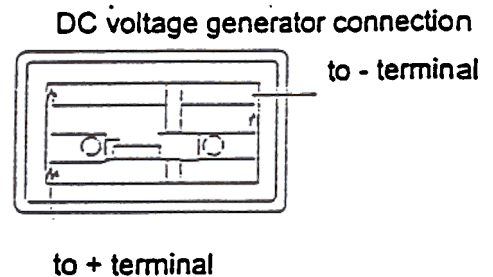 DC voltage generator connection
to - terminal
to + terminal